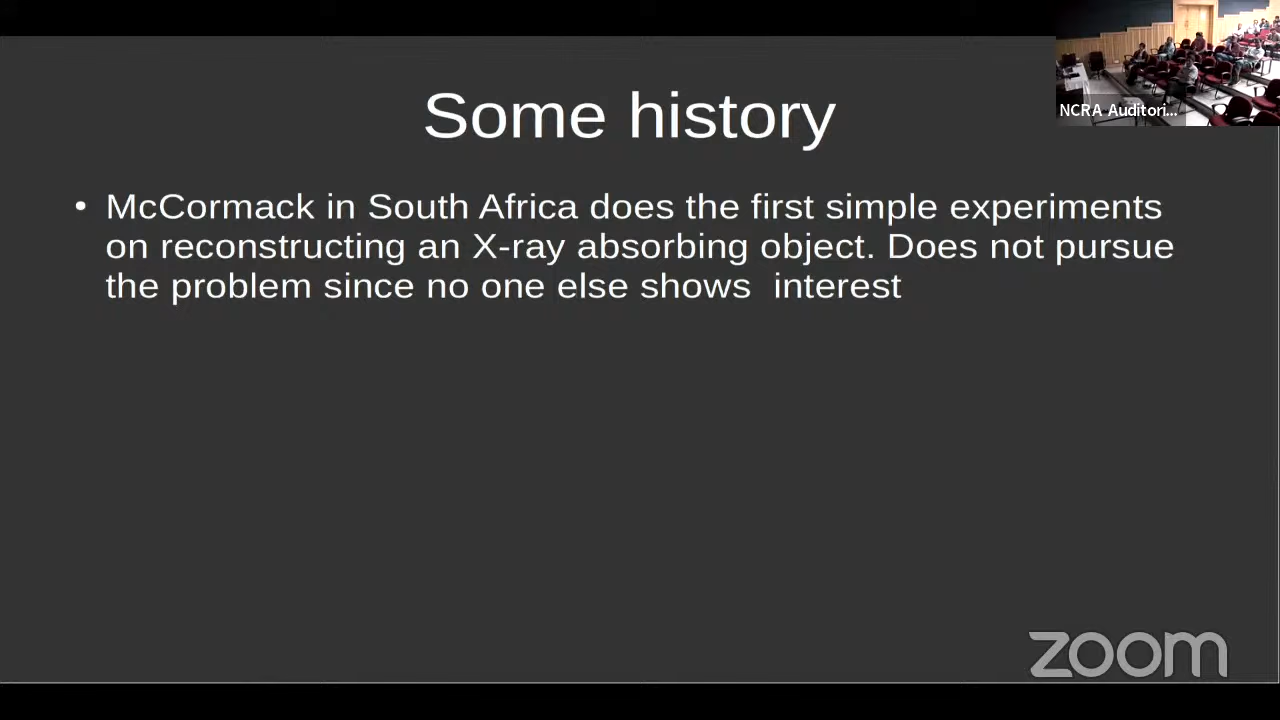 Some history
NCRA Auditori...
• McCormack in South Africa does the first simple experiments
on reconstructing an X-ray absorbing object. Does not pursue
the problem since no one else shows  interest
zoom